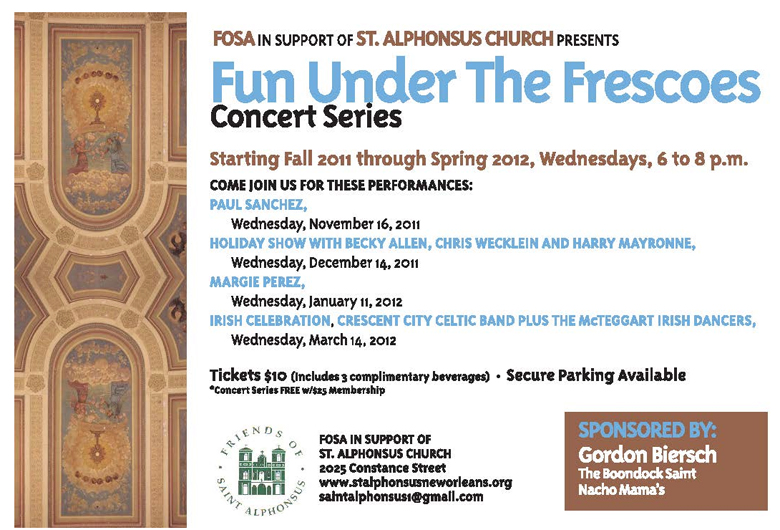 FOSA IN SUPPORT OF ST. ALPHONSUS CHURCH PRESENTS
Fun Under The Frescoes
Concert Series
Starting Fall 2011 through Spring 2012, Wednesdays, 6 to 8 p.m.
COME JOIN US FOR THESE PERFORMANCES:
PAUL SANCHEZ,
Wednesday, November 16, 2011
HOLIDAY SHOW WITH BECKY ALLEN, CHRIS WECKLEIN AND HARRY MAYRONNE,
Wednesday, December 14, 2011
MARGIE PEREZ,
Wednesday, January 11, 2012
IRISH CELEBRATION, CRESCENT CITY CELTIC BAND PLUS THE McTEGGART IRISH DANCERS,
Wednesday, March 14, 2012
Tickets $10 (Includes 3 complimentary beverages) • Secure Parking Available
*Concert Series FREE w/$25 Membership
FRIENDS OF
SAINT ALPHONSUS
FOSA IN SUPPORT OF
ST. ALPHONSUS CHURCH
2025 Constance Street
www.stalphonsusneworleans.org
saintalphonsus1@gmail.com
SPONSORED BY:
Gordon Biersch
The Boondock Saint
Nacho Mama's